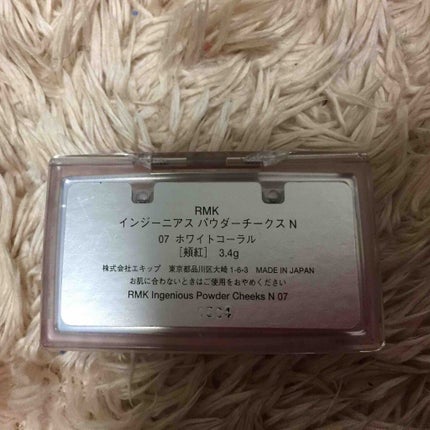 RMK
インジーニアス パウダーチークス N
07 ホワイトコーラル
［頬紅］ 3.4g
株式会社エキップ 東京都品川区大崎 1-6-3 MADE IN JAPAN
お肌に合わないときはご使用をおやめください
RMK Ingenious Powder Cheeks N 07